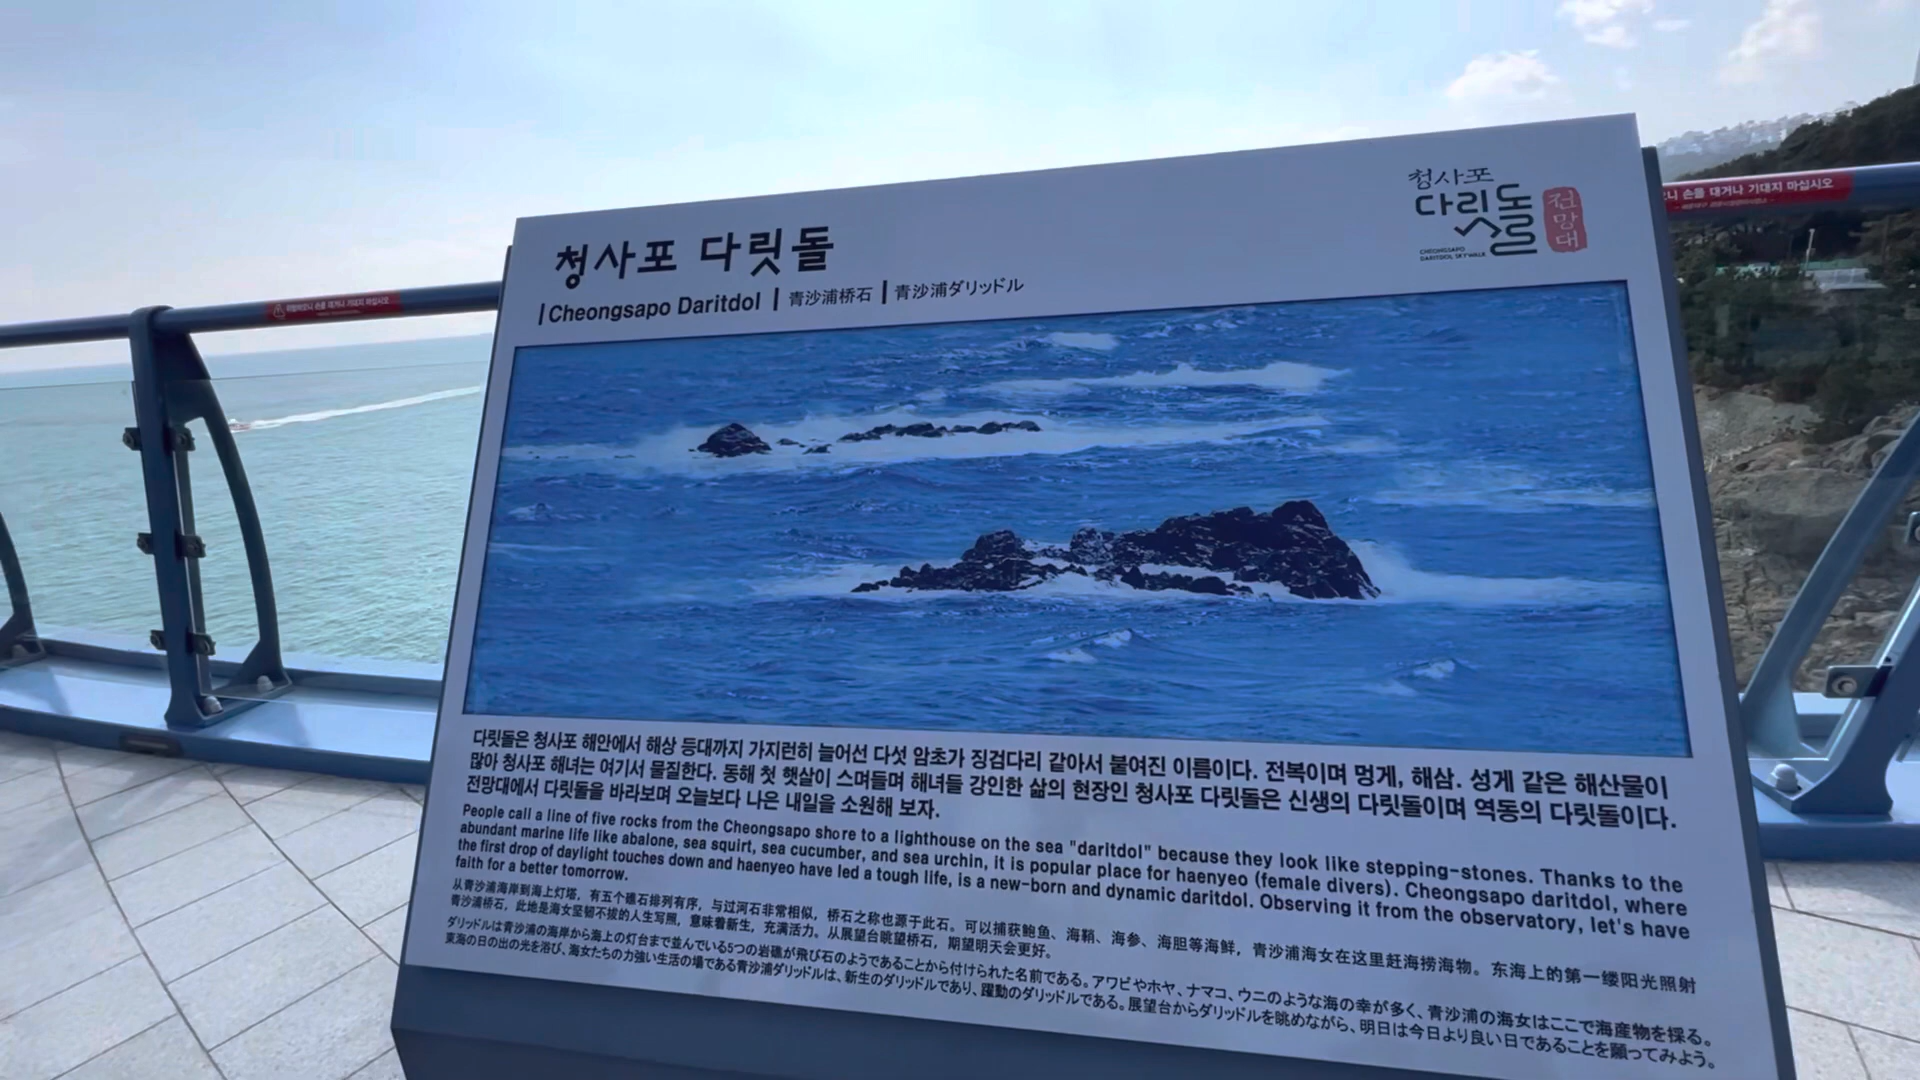 청사포
다릿돌
전망대
CHEONGSAPO
DARITDOL SKYWALK
청사포 다릿돌
|Cheongsapo Daritdol | 青沙浦桥石 | 青沙浦ダリッドル
니 손을 대거나 기대지 마십시오
손을 대거나 기대지 마십시오
다릿돌은 청사포 해안에서 해상 등대까지 가지런히 늘어선 다섯 암초가 징검다리 같아서 붙여진 이름이다. 전복이며 멍게, 해삼. 성게 같은 해산물이
많아 청사포 해녀는 여기서 물질한다. 동해 첫 햇살이 스며들며 해녀들 강인한 삶의 현장인 청사포 다릿돌은 신생의 다릿돌이며 역동의 다릿돌이다.
전망대에서 다릿돌을 바라보며 오늘보다 나은 내일을 소원해 보자.
People call a line of five rocks from the Cheongsapo shore to a lighthouse on the sea "darltdol" because they look like stepping-stones. Thanks to the
abundant marine life like abalone, sea squirt, sea cucumber, and sea urchin, it is popular place for haenyeo (female divers). Cheongsapo daritdol, where
the first drop of daylight touches down and haenyeo have led a tough life, is a new-born and dynamic daritdol. Observing it from the observatory, let's have
faith for a better tomorrow.
从青沙浦海岸到海上灯塔，有五个礁石排列有序，与过河石非常相似，桥石之称也源于此石。可以捕获鲍鱼、海鞘、海参、海胆等海鲜，青沙浦海女在这里赶海捞海物。东海上的第一缕阳光照射
青沙浦桥石，此地是海女坚韧不拔的人生写照，意味着新生，充满活力。从展望台眺望桥石，期望明天会更好。
ダリッドルは青沙浦の海岸から海上の灯台まで並んでいる5つの岩礁が飛び石のようであることから付けられた名前である。アワビやホヤ、ナマコ、ウニのような海の幸が多く、青沙浦の海女はここで海産物を採る。
東海の日の出の光を浴び、海女たちの力強い生活の場である青沙浦ダリッドルは、新生のダリッドルであり、躍動のダリッドルである。展望台からダリッドルを眺めながら、明日は今日より良い日であることを願ってみよう。